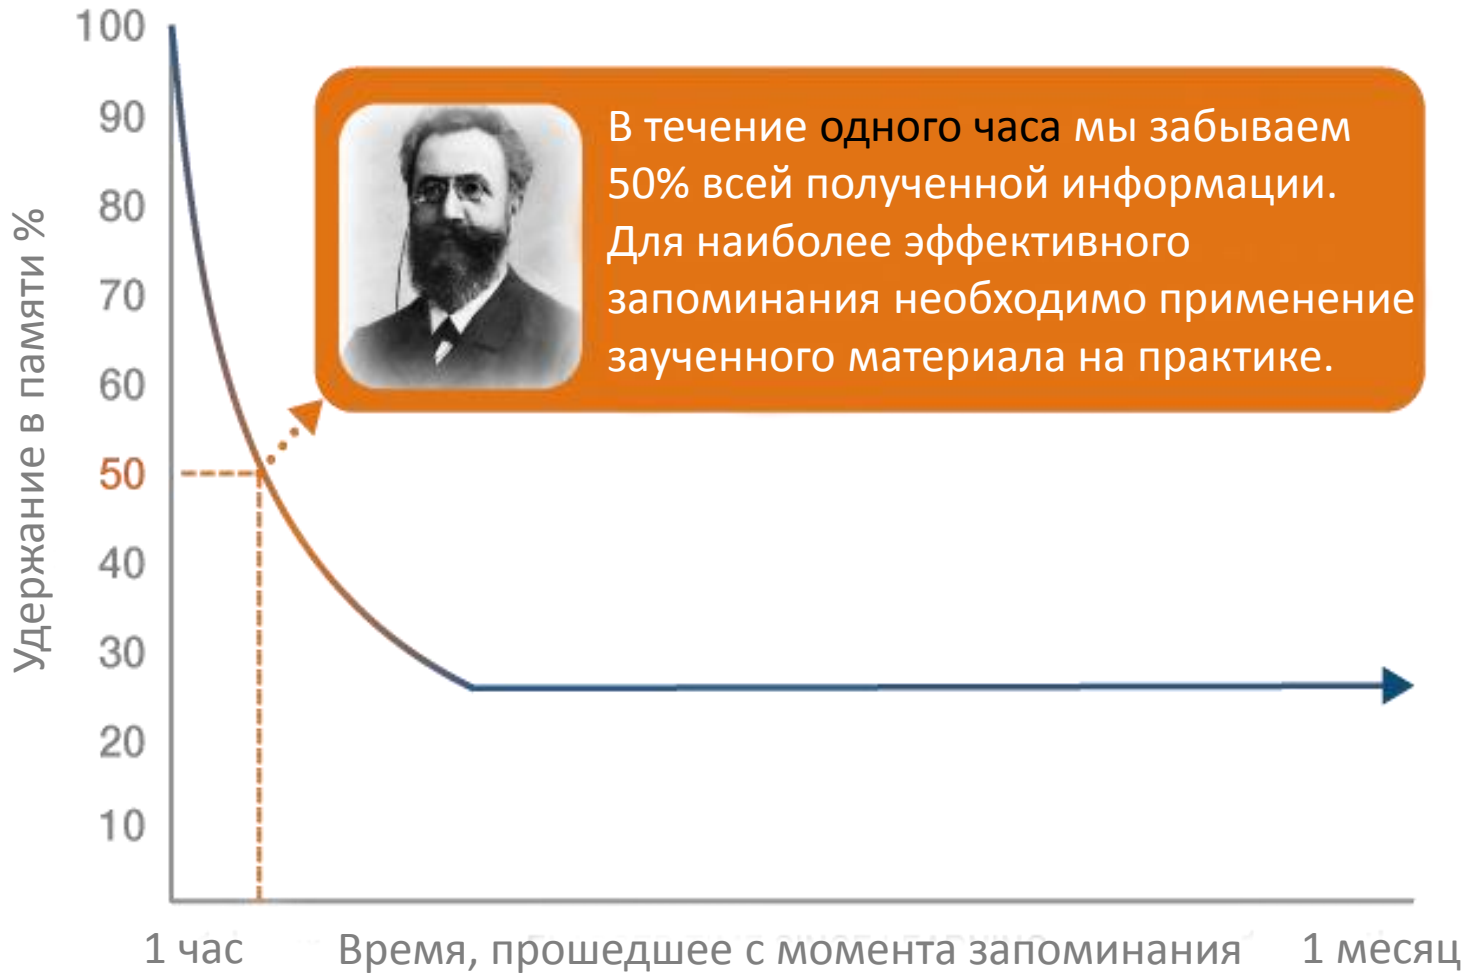 100
90
80
70
60
50
40
30
20
10
Удержание в памяти %
В течение одного часа мы забываем
50% всей полученной информации.
Для наиболее эффективного
запоминания необходимо применение
заученного материала на практике.
1 час
Время, прошедшее с момента запоминания
1 месяц